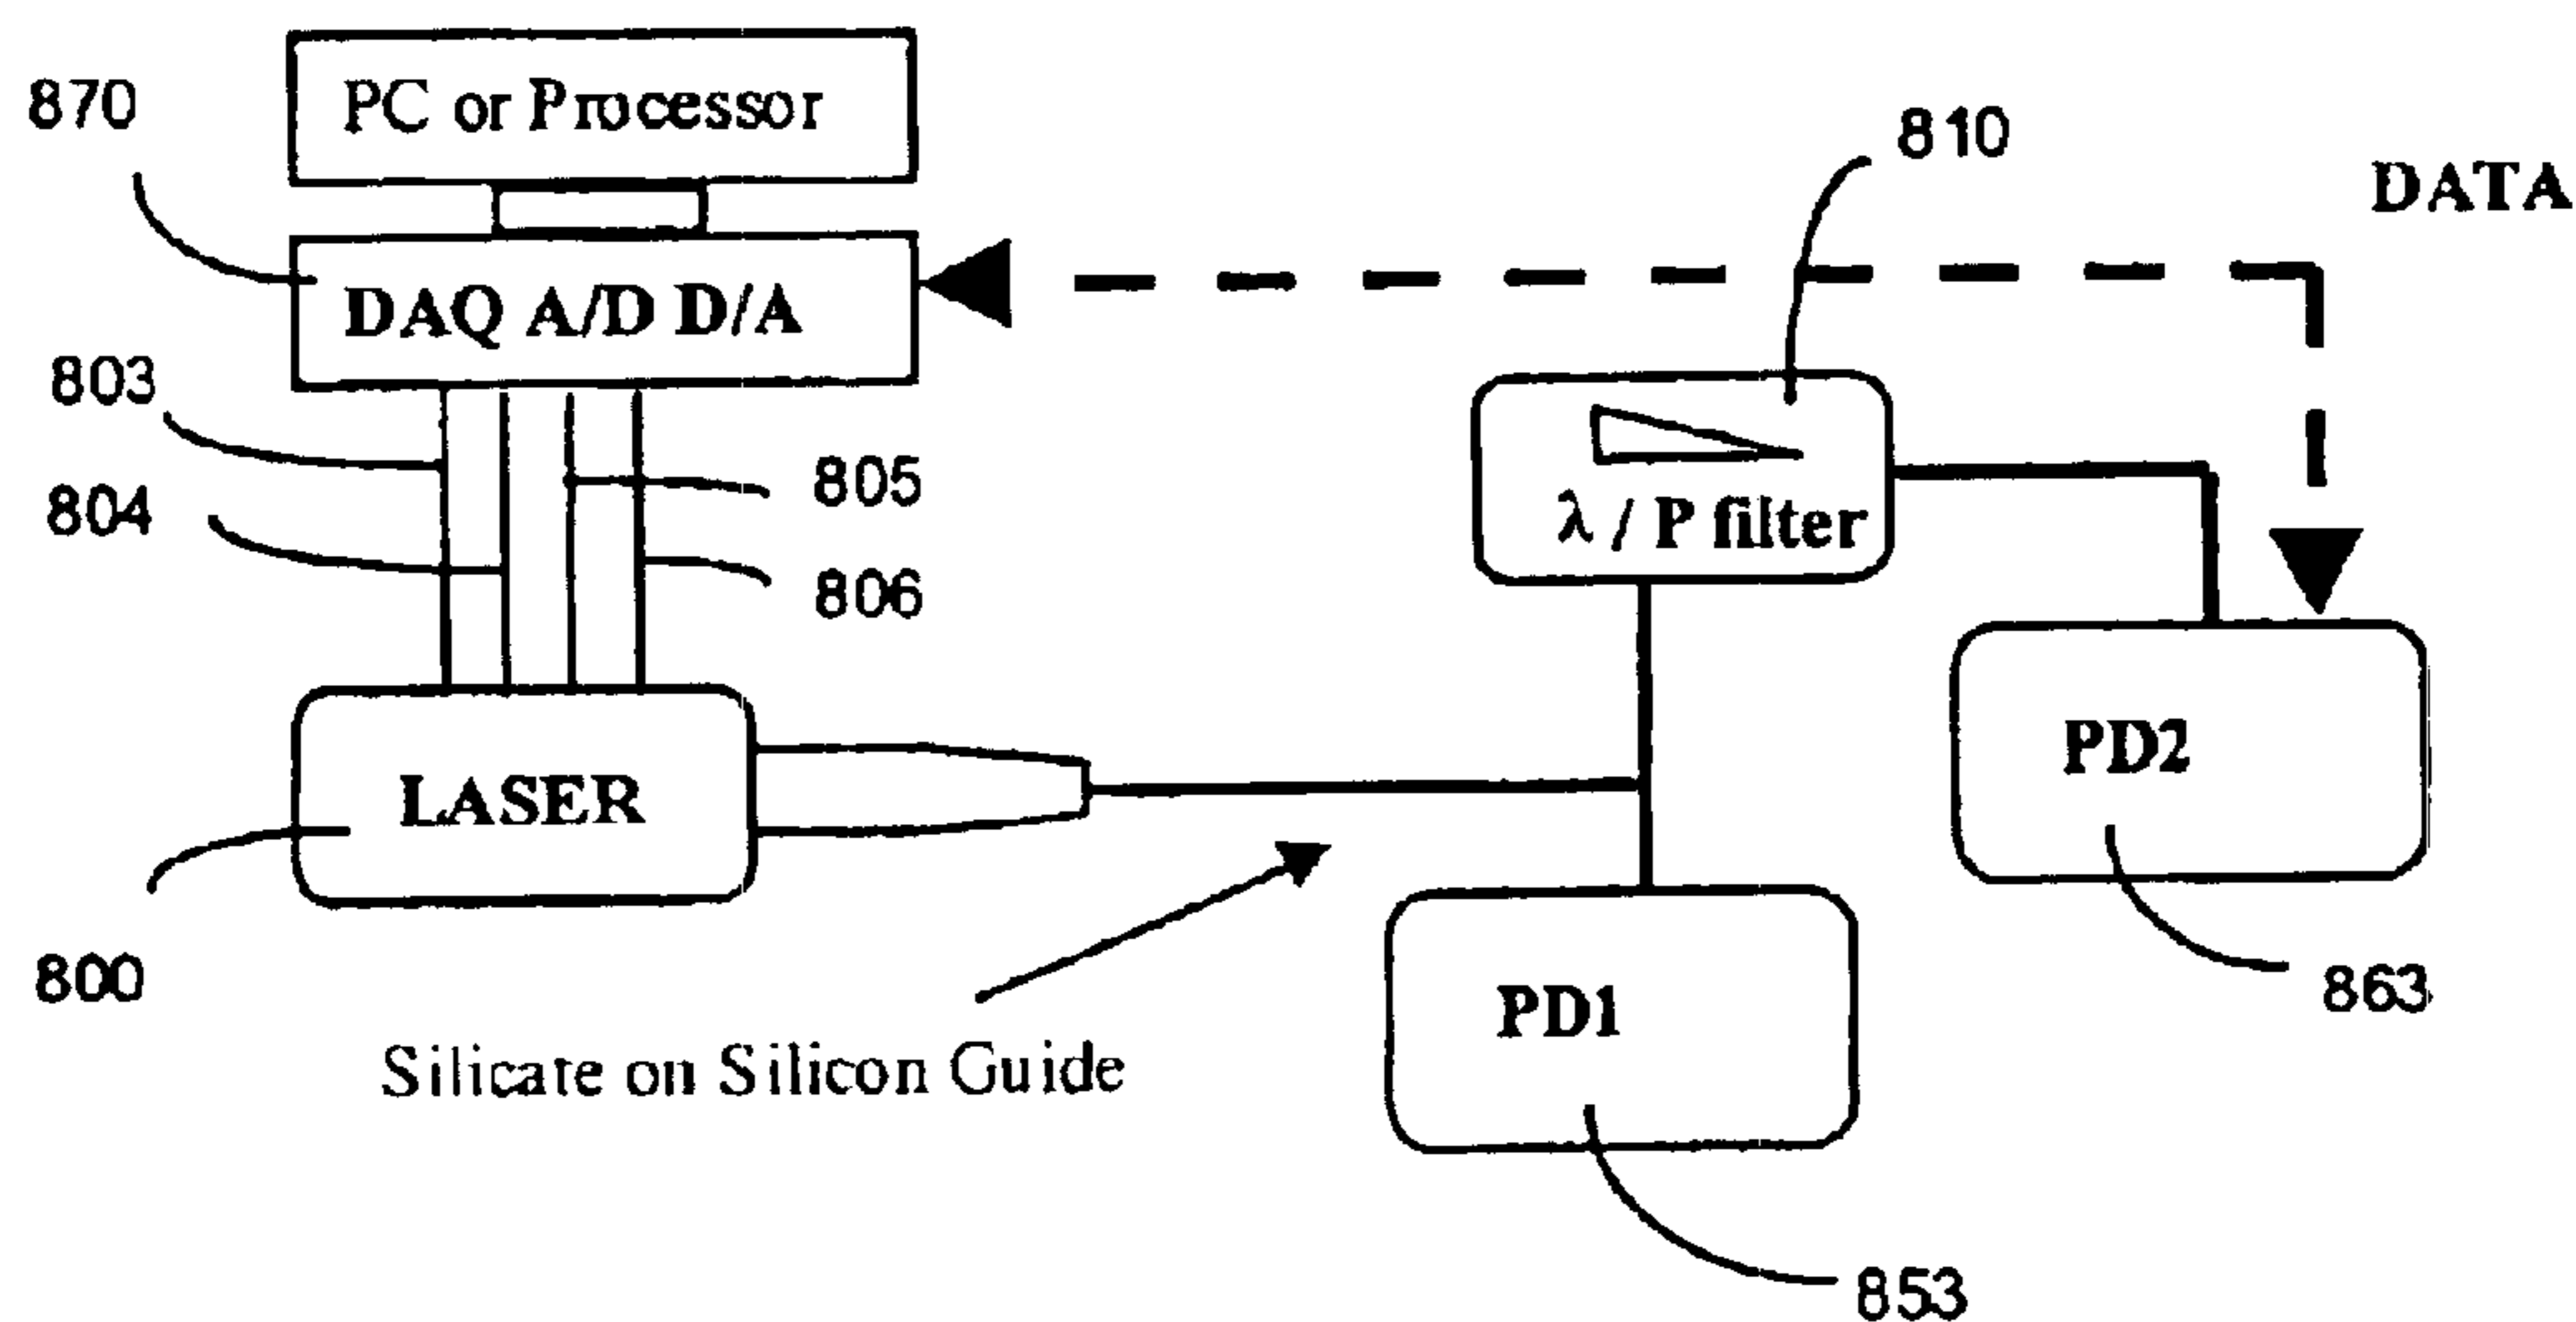 PC or Processor
870
810
DATA
DAQ A/D D/A
803
805
804
λ / P filter
806
PD2
LASER
800
863
PD1
Silicate on Silicon Guide
853